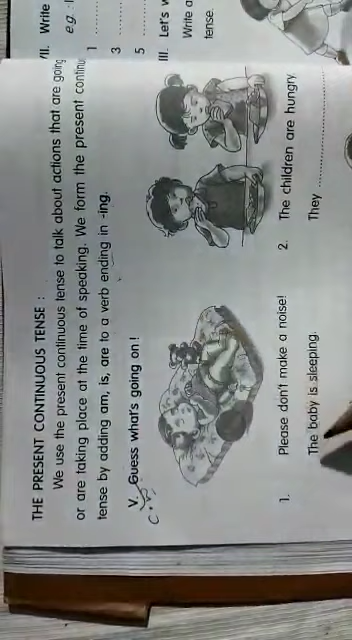 THE PRESENT CONTINUOUS TENSE :
We use the present continuous tense to talk about actions that are going
or are taking place at the time of speaking. We form the present continu
tense by adding am, is, are to a verb ending in -ing.
V. Guess what's going on !
1. Please don't make a noise!
The baby is sleeping.
2. The children are hungry
They ....................
VII. Write
e.g.
1 ............
3 ............
5 ............
III. Let's w
Write a
tense.